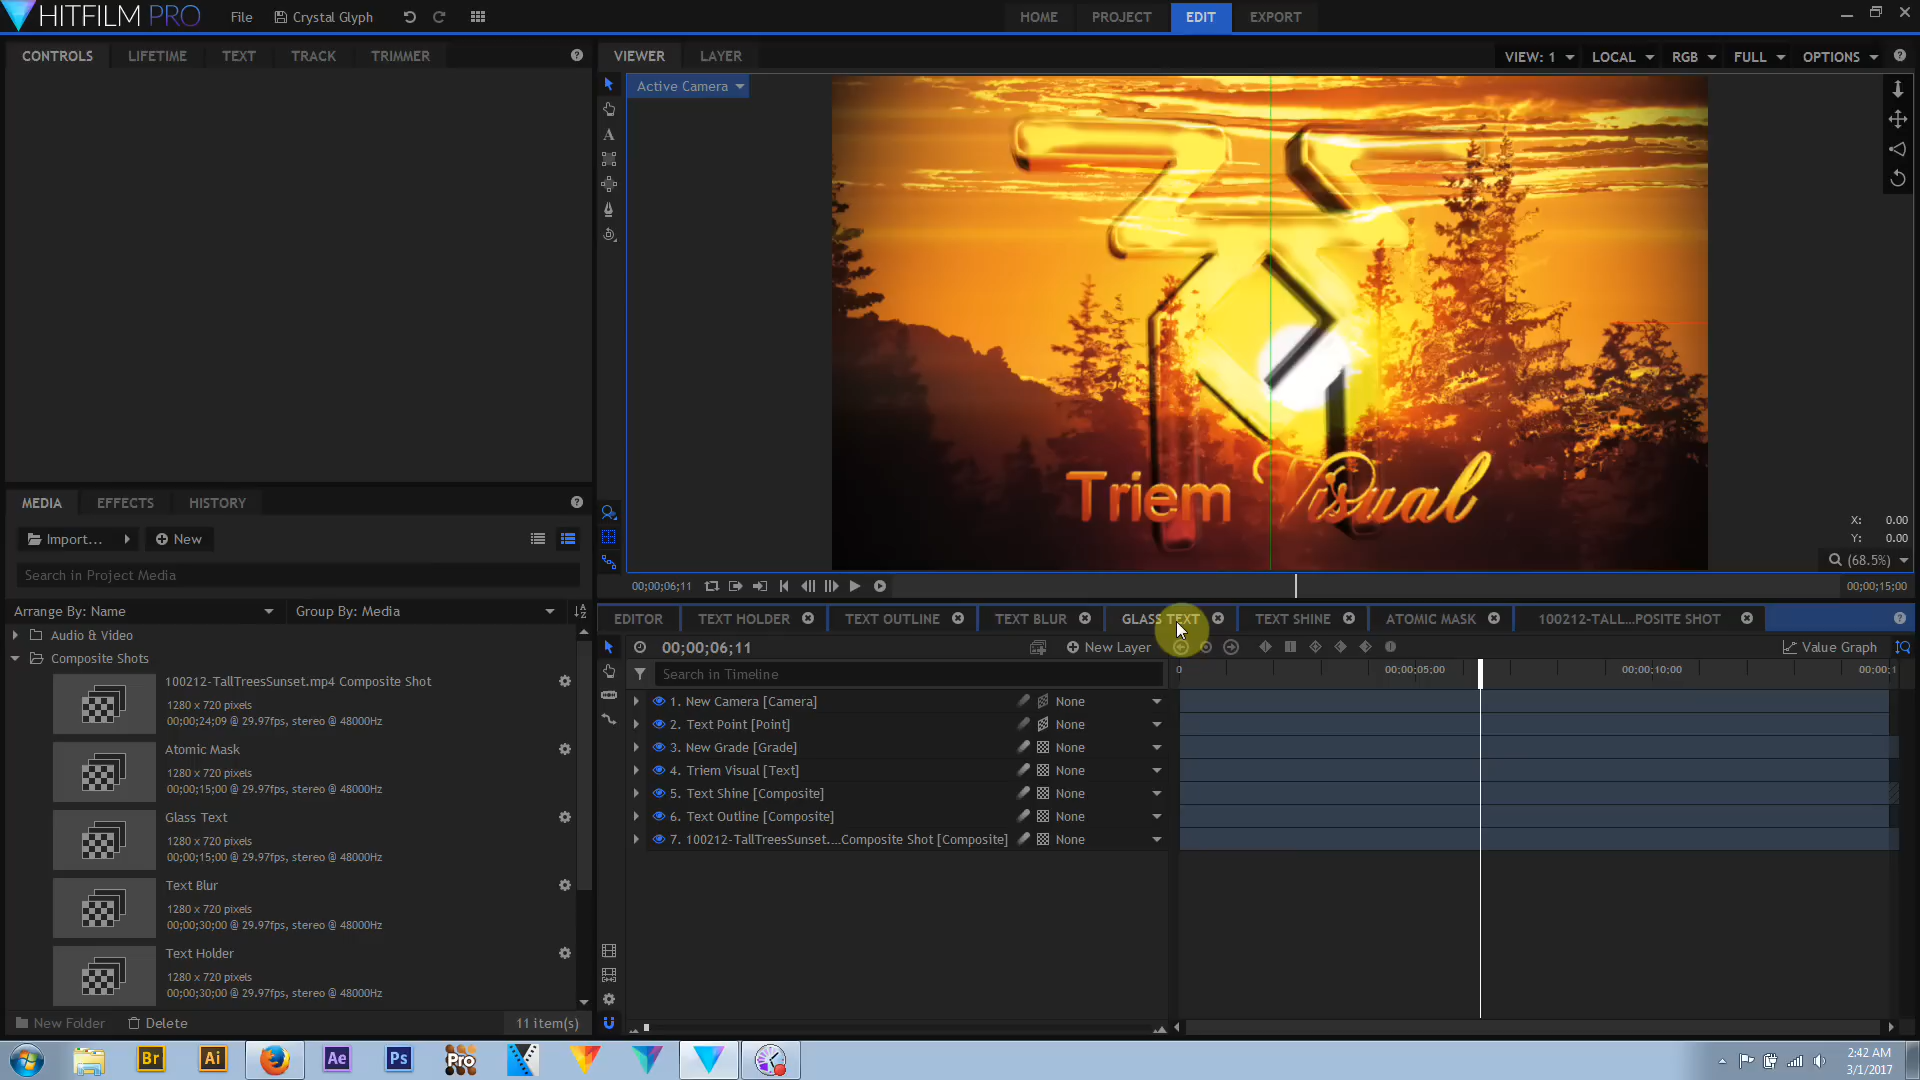 HITFILM PRO
File
Crystal Glyph
HOME
PROJECT
EDIT
EXPORT
CONTROLS
LIFETIME
TEXT
TRACK
TRIMMER
VIEWER
LAYER
VIEW: 1
LOCAL
RGB
FULL
OPTIONS
Active Camera
Triem Visual
X: 0.00
Y: 0.00
(68.5%)
00;00;06;11
00;00;15;00
MEDIA
EFFECTS
HISTORY
Import...
New
Search in Project Media
Arrange By: Name
Group By: Media
Audio & Video
Composite Shots
100212-TallTreesSunset.mp4 Composite Shot
1280 x 720 pixels
00;00;24;09 @ 29.97fps, stereo @ 48000Hz
Atomic Mask
1280 x 720 pixels
00;00;15;00 @ 29.97fps, stereo @ 48000Hz
Glass Text
1280 x 720 pixels
00;00;15;00 @ 29.97fps, stereo @ 48000Hz
Text Blur
1280 x 720 pixels
00;00;30;00 @ 29.97fps, stereo @ 48000Hz
Text Holder
1280 x 720 pixels
00;00;30;00 @ 29.97fps, stereo @ 48000Hz
New Folder
Delete
11 item(s)
EDITOR
TEXT HOLDER
TEXT OUTLINE
TEXT BLUR
GLASS TEXT
TEXT SHINE
ATOMIC MASK
100212-TALL...POSITE SHOT
00;00;06;11
New Layer
Value Graph
Search in Timeline
0
00;00;05;00
00;00;10;00
00;00;1
1. New Camera [Camera] None
2. Text Point [Point] None
3. New Grade [Grade] None
4. Triem Visual [Text] None
5. Text Shine [Composite] None
6. Text Outline [Composite] None
7. 100212-TallTreesSunset....Composite Shot [Composite] None
Br
Ai
Ae
Ps
Pro
2:42 AM
3/1/2017